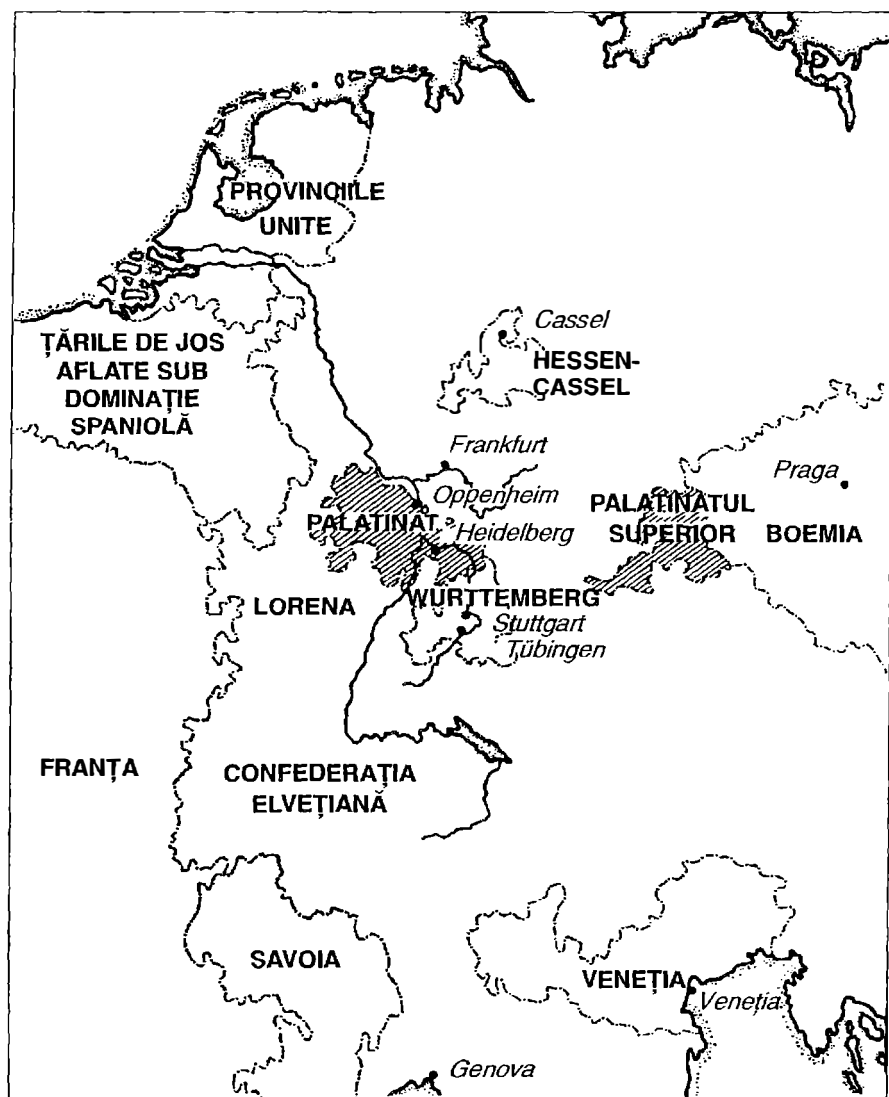 PROVINCIILE
UNITE
ȚĂRILE DE JOS
AFLATE SUB
DOMINAȚIE
SPANIOLĂ
Cassel
HESSEN-
CASSEL
Frankfurt
Oppenheim
PALATINAT
Heidelberg
Praga
PALATINATUL
SUPERIOR
BOEMIA
LORENA
WURTTEMBERG
Stuttgart
Tübingen
FRANȚA
CONFEDERAȚIA
ELVEȚIANĂ
SAVOIA
VENEȚIA
Veneția
Genova